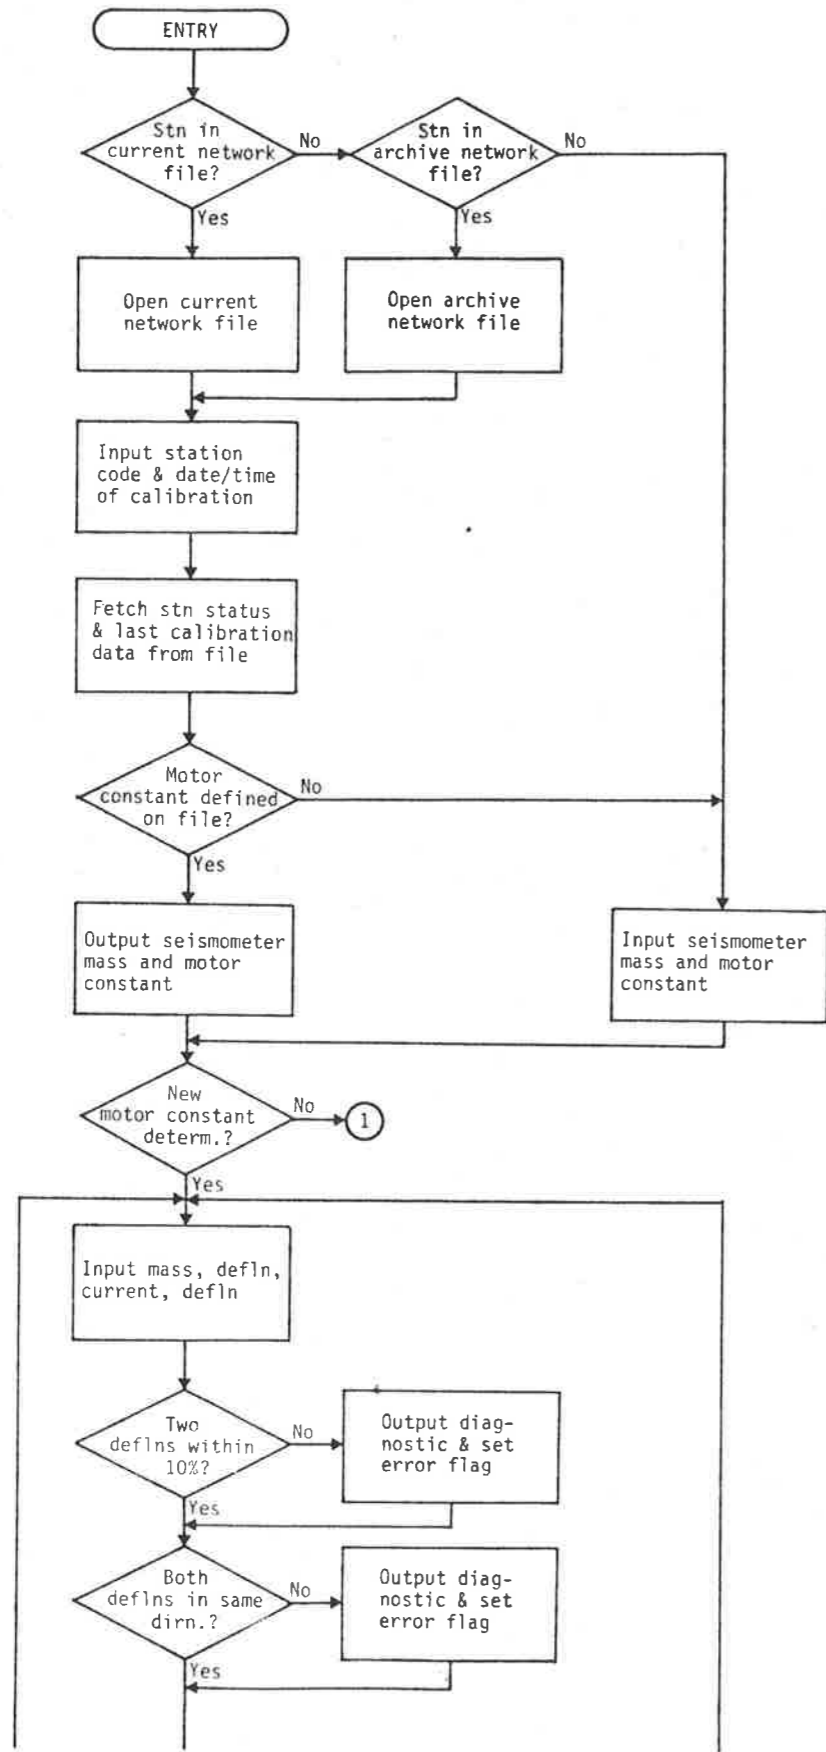 ENTRY
Stn in
current network
file?
No
Stn in
archive network
file?
No
Yes
Yes
Open current
network file
Open archive
network file
Input station
code & date/time
of calibration
Fetch stn status
& last calibration
data from file
Motor
constant defined
on file?
No
Yes
Output seismometer
mass and motor
constant
Input seismometer
mass and motor
constant
New
motor constant
determ.?
No
1
Yes
Input mass, defln,
current, defln
Two
deflns within
10%?
No
Output diag-
nostic & set
error flag
Yes
Both
deflns in same
dirn.?
No
Output diag-
nostic & set
error flag
Yes